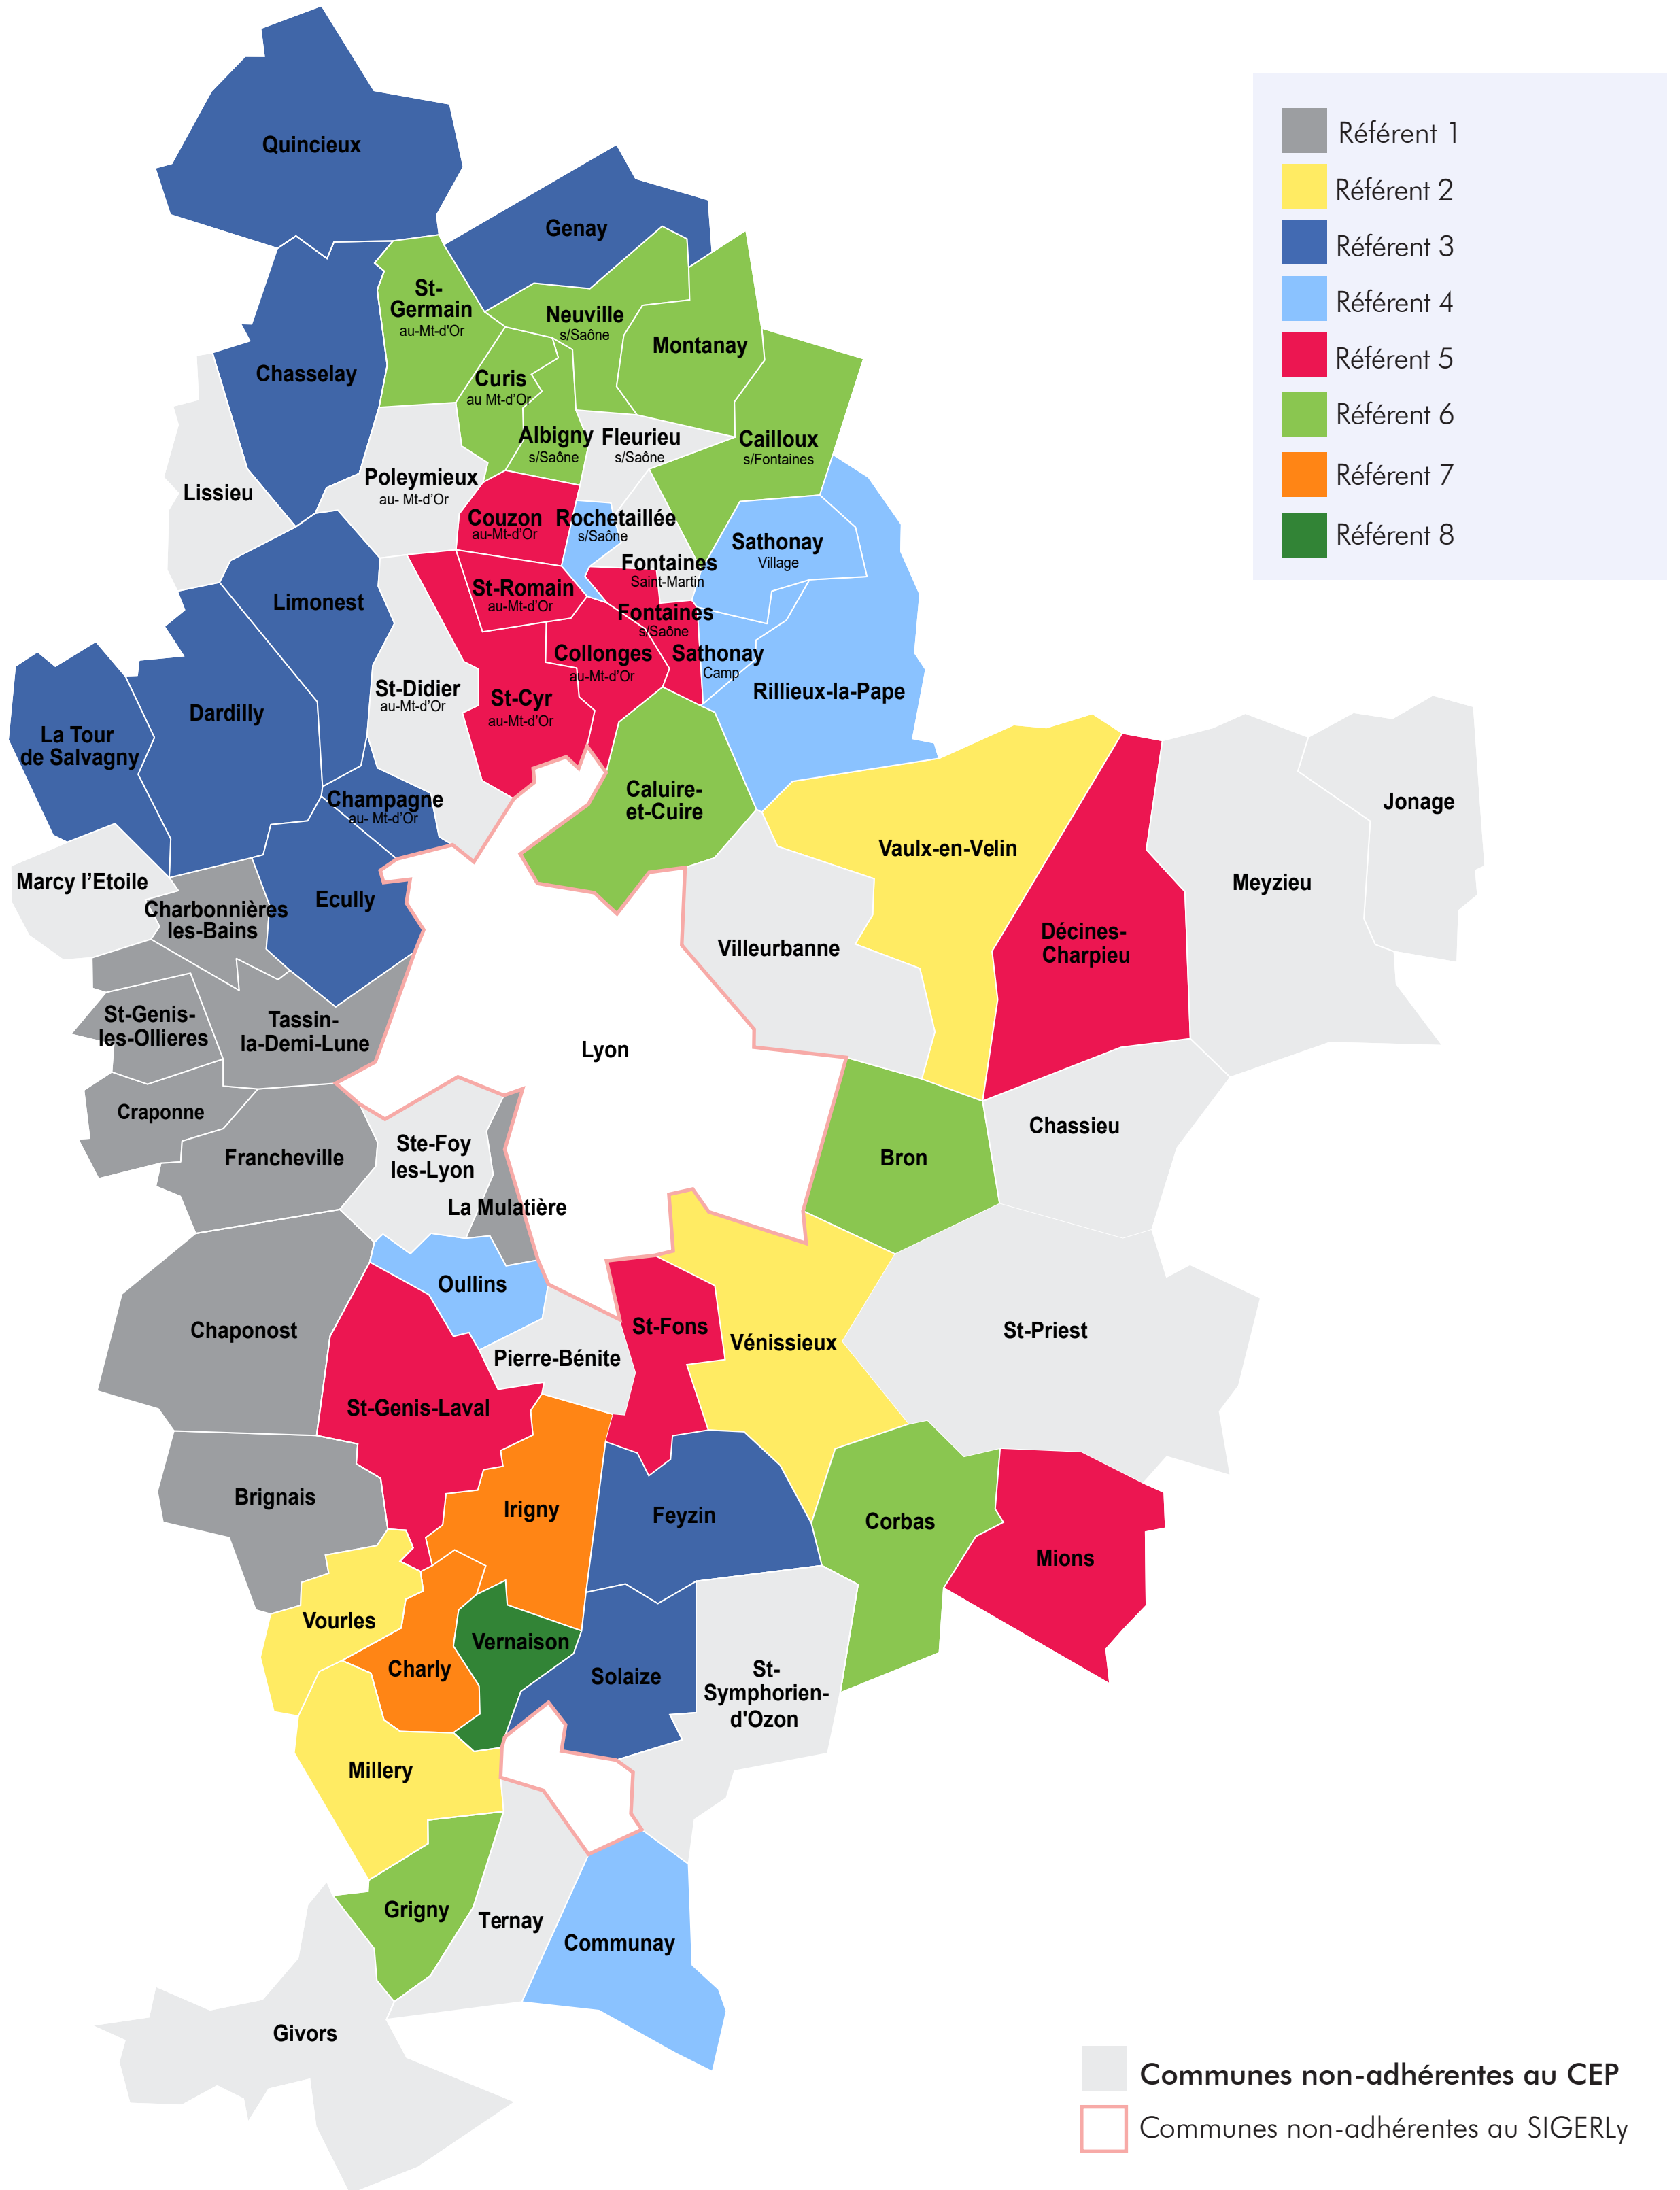 Quincieux
Référent 1
Référent 2
Référent 3
Référent 4
Référent 5
Référent 6
Référent 7
Référent 8
Genay
St-
Germain
au-Mt-d'Or
Neuville
s/Saône
Montanay
Chasselay
Curis
au Mt-d'Or
Albigny
s/Saône
Fleurieu
s/Saône
Cailloux
s/Fontaines
Lissieu
Poleymieux
au- Mt-d'Or
Couzon
au-Mt-d'Or
Rochetaillée
s/Saône
Sathonay
Village
Fontaines
Saint-Martin
Limonest
St-Romain
au-Mt-d'Or
Fontaines
s/Saône
Collonges
au-Mt-d'Or
Sathonay
Camp
St-Didier
au-Mt-d'Or
St-Cyr
au-Mt-d'Or
Rillieux-la-Pape
Dardilly
La Tour
de Salvagny
Champagne
au- Mt-d'Or
Caluire-
et-Cuire
Jonage
Vaulx-en-Velin
Marcy l'Etoile
Meyzieu
Ecully
Charbonnières
les-Bains
Décines-
Charpieu
Villeurbanne
St-Genis-
les-Ollieres
Tassin-
la-Demi-Lune
Lyon
Craponne
Chassieu
Francheville
Ste-Foy
les-Lyon
Bron
La Mulatière
Oullins
Chaponost
St-Fons
Vénissieux
St-Priest
Pierre-Bénite
St-Genis-Laval
Brignais
Irigny
Feyzin
Corbas
Mions
Vourles
Vernaison
Charly
Solaize
St-
Symphorien-
d'Ozon
Millery
Grigny
Ternay
Communay
Givors
Communes non-adhérentes au CEP
Communes non-adhérentes au SIGERLy